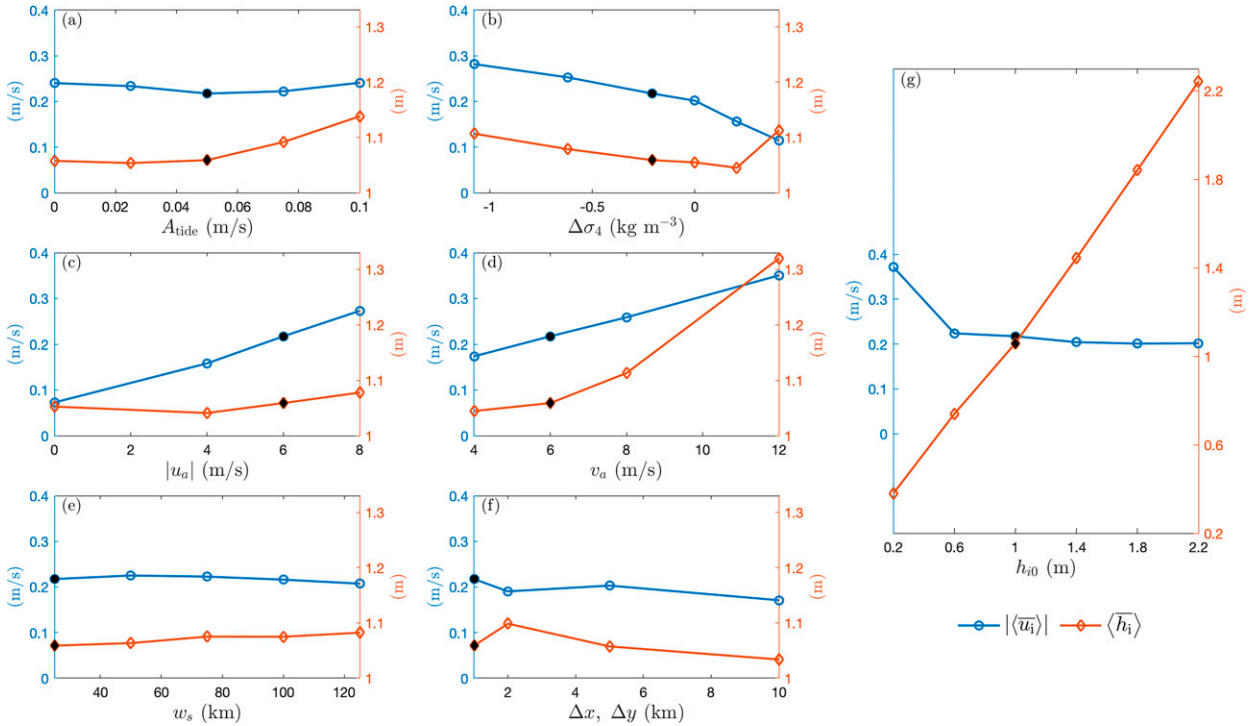 (a)
0.4
0.3
0.2
0.1
0
(m/s)
1.3
1.2
1.1
1
(m)
0 0.02 0.04 0.06 0.08 0.1
A_tide (m/s)
(b)
0.4
0.3
0.2
0.1
0
(m/s)
1.3
1.2
1.1
1
(m)
-1 -0.5 0
Δσ₄ (kg m⁻³)
(c)
0.4
0.3
0.2
0.1
0
(m/s)
1.3
1.2
1.1
1
(m)
0 2 4 6 8
|u_a| (m/s)
(d)
0.4
0.3
0.2
0.1
0
(m/s)
1.3
1.2
1.1
1
(m)
4 6 8 10 12
v_a (m/s)
(e)
0.4
0.3
0.2
0.1
0
(m/s)
1.3
1.2
1.1
1
(m)
40 60 80 100 120
w_s (km)
(f)
0.4
0.3
0.2
0.1
0
(m/s)
1.3
1.2
1.1
1
(m)
2 4 6 8 10
Δx, Δy (km)
(g)
0.4
0.3
0.2
0.1
0
(m/s)
2.2
1.8
1.4
1
0.6
0.2
(m)
0.2 0.6 1 1.4 1.8 2.2
h_i0 (m)
|⟨u̅_i⟩| ⟨h̅_i⟩